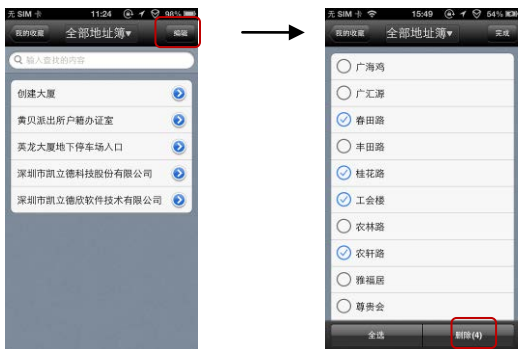 无 SIM 卡 11:24 98%
我的收藏 全部地址簿▼ 编辑
输入查找的内容
创建大厦
黄贝派出所户籍办证室
英龙大厦地下停车场入口
深圳市凯立德科技股份有限公司
深圳市凯立德欣软件技术有限公司
无 SIM 卡 15:49 54%
我的收藏 全部地址簿▼ 完成
广海鸡
广汇源
春田路
丰田路
桂花路
工会楼
农林路
农轩路
雅福居
尊贵会
全选 删除(4)